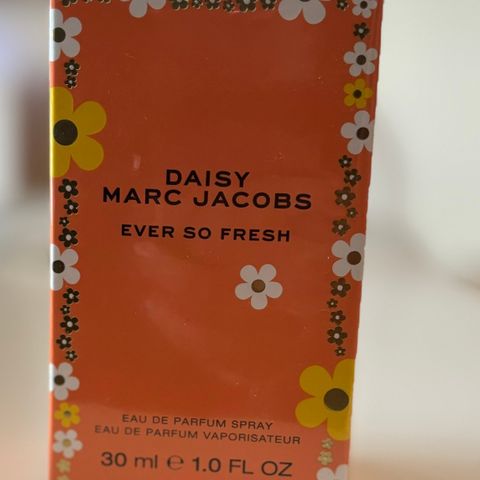 DAISY
MARC JACOBS
EVER SO FRESH
EAU DE PARFUM SPRAY
EAU DE PARFUM VAPORISATEUR
30 ml ℮ 1.0 FL OZ